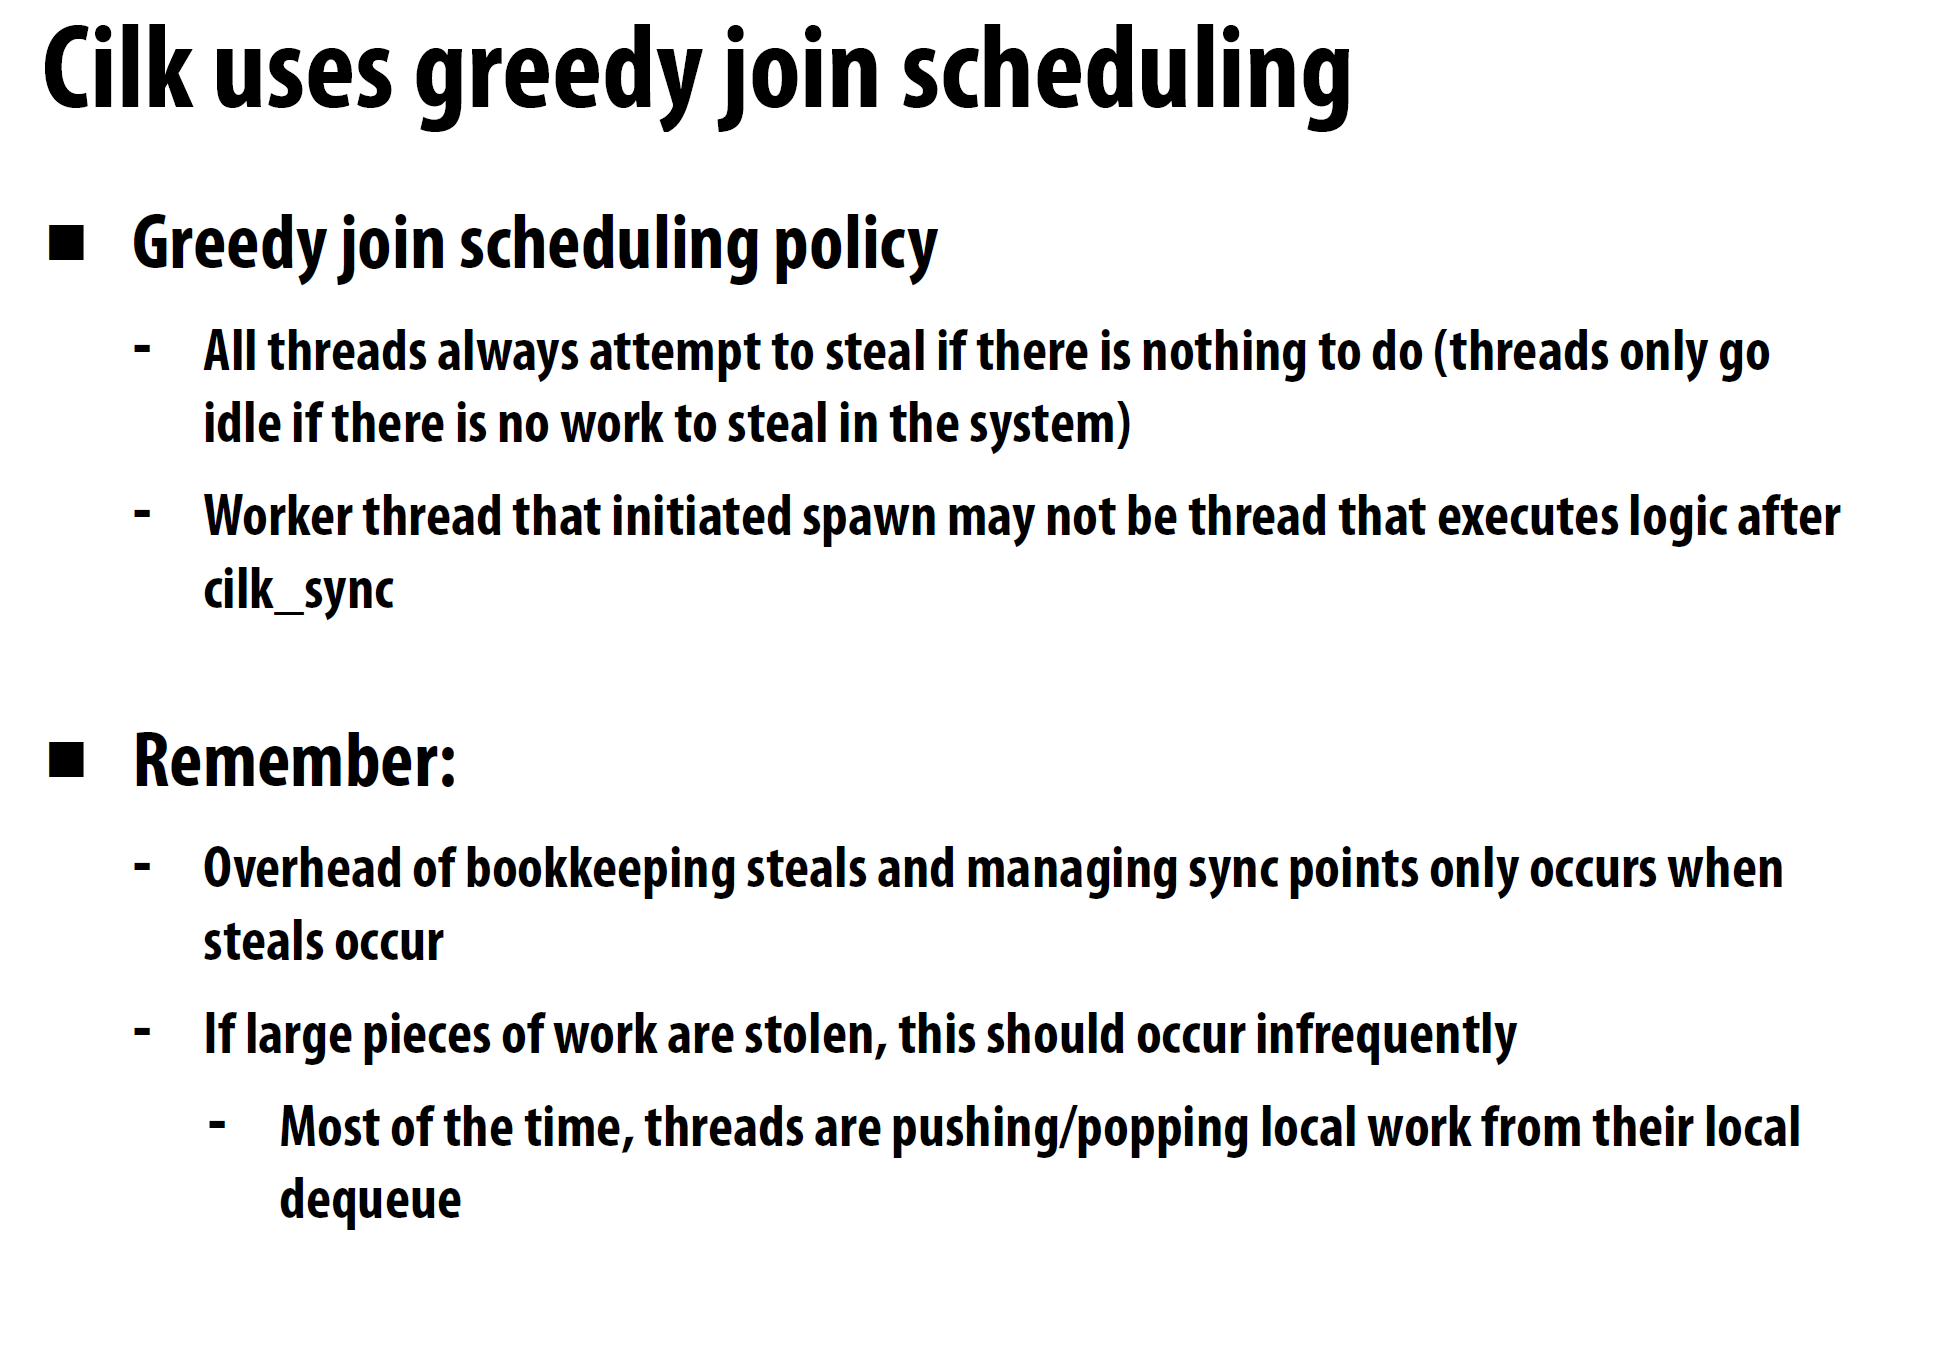 Cilk uses greedy join scheduling
■ Greedy join scheduling policy
- All threads always attempt to steal if there is nothing to do (threads only go
idle if there is no work to steal in the system)
- Worker thread that initiated spawn may not be thread that executes logic after
cilk_sync
■ Remember:
- Overhead of bookkeeping steals and managing sync points only occurs when
steals occur
- If large pieces of work are stolen, this should occur infrequently
- Most of the time, threads are pushing/popping local work from their local
dequeue